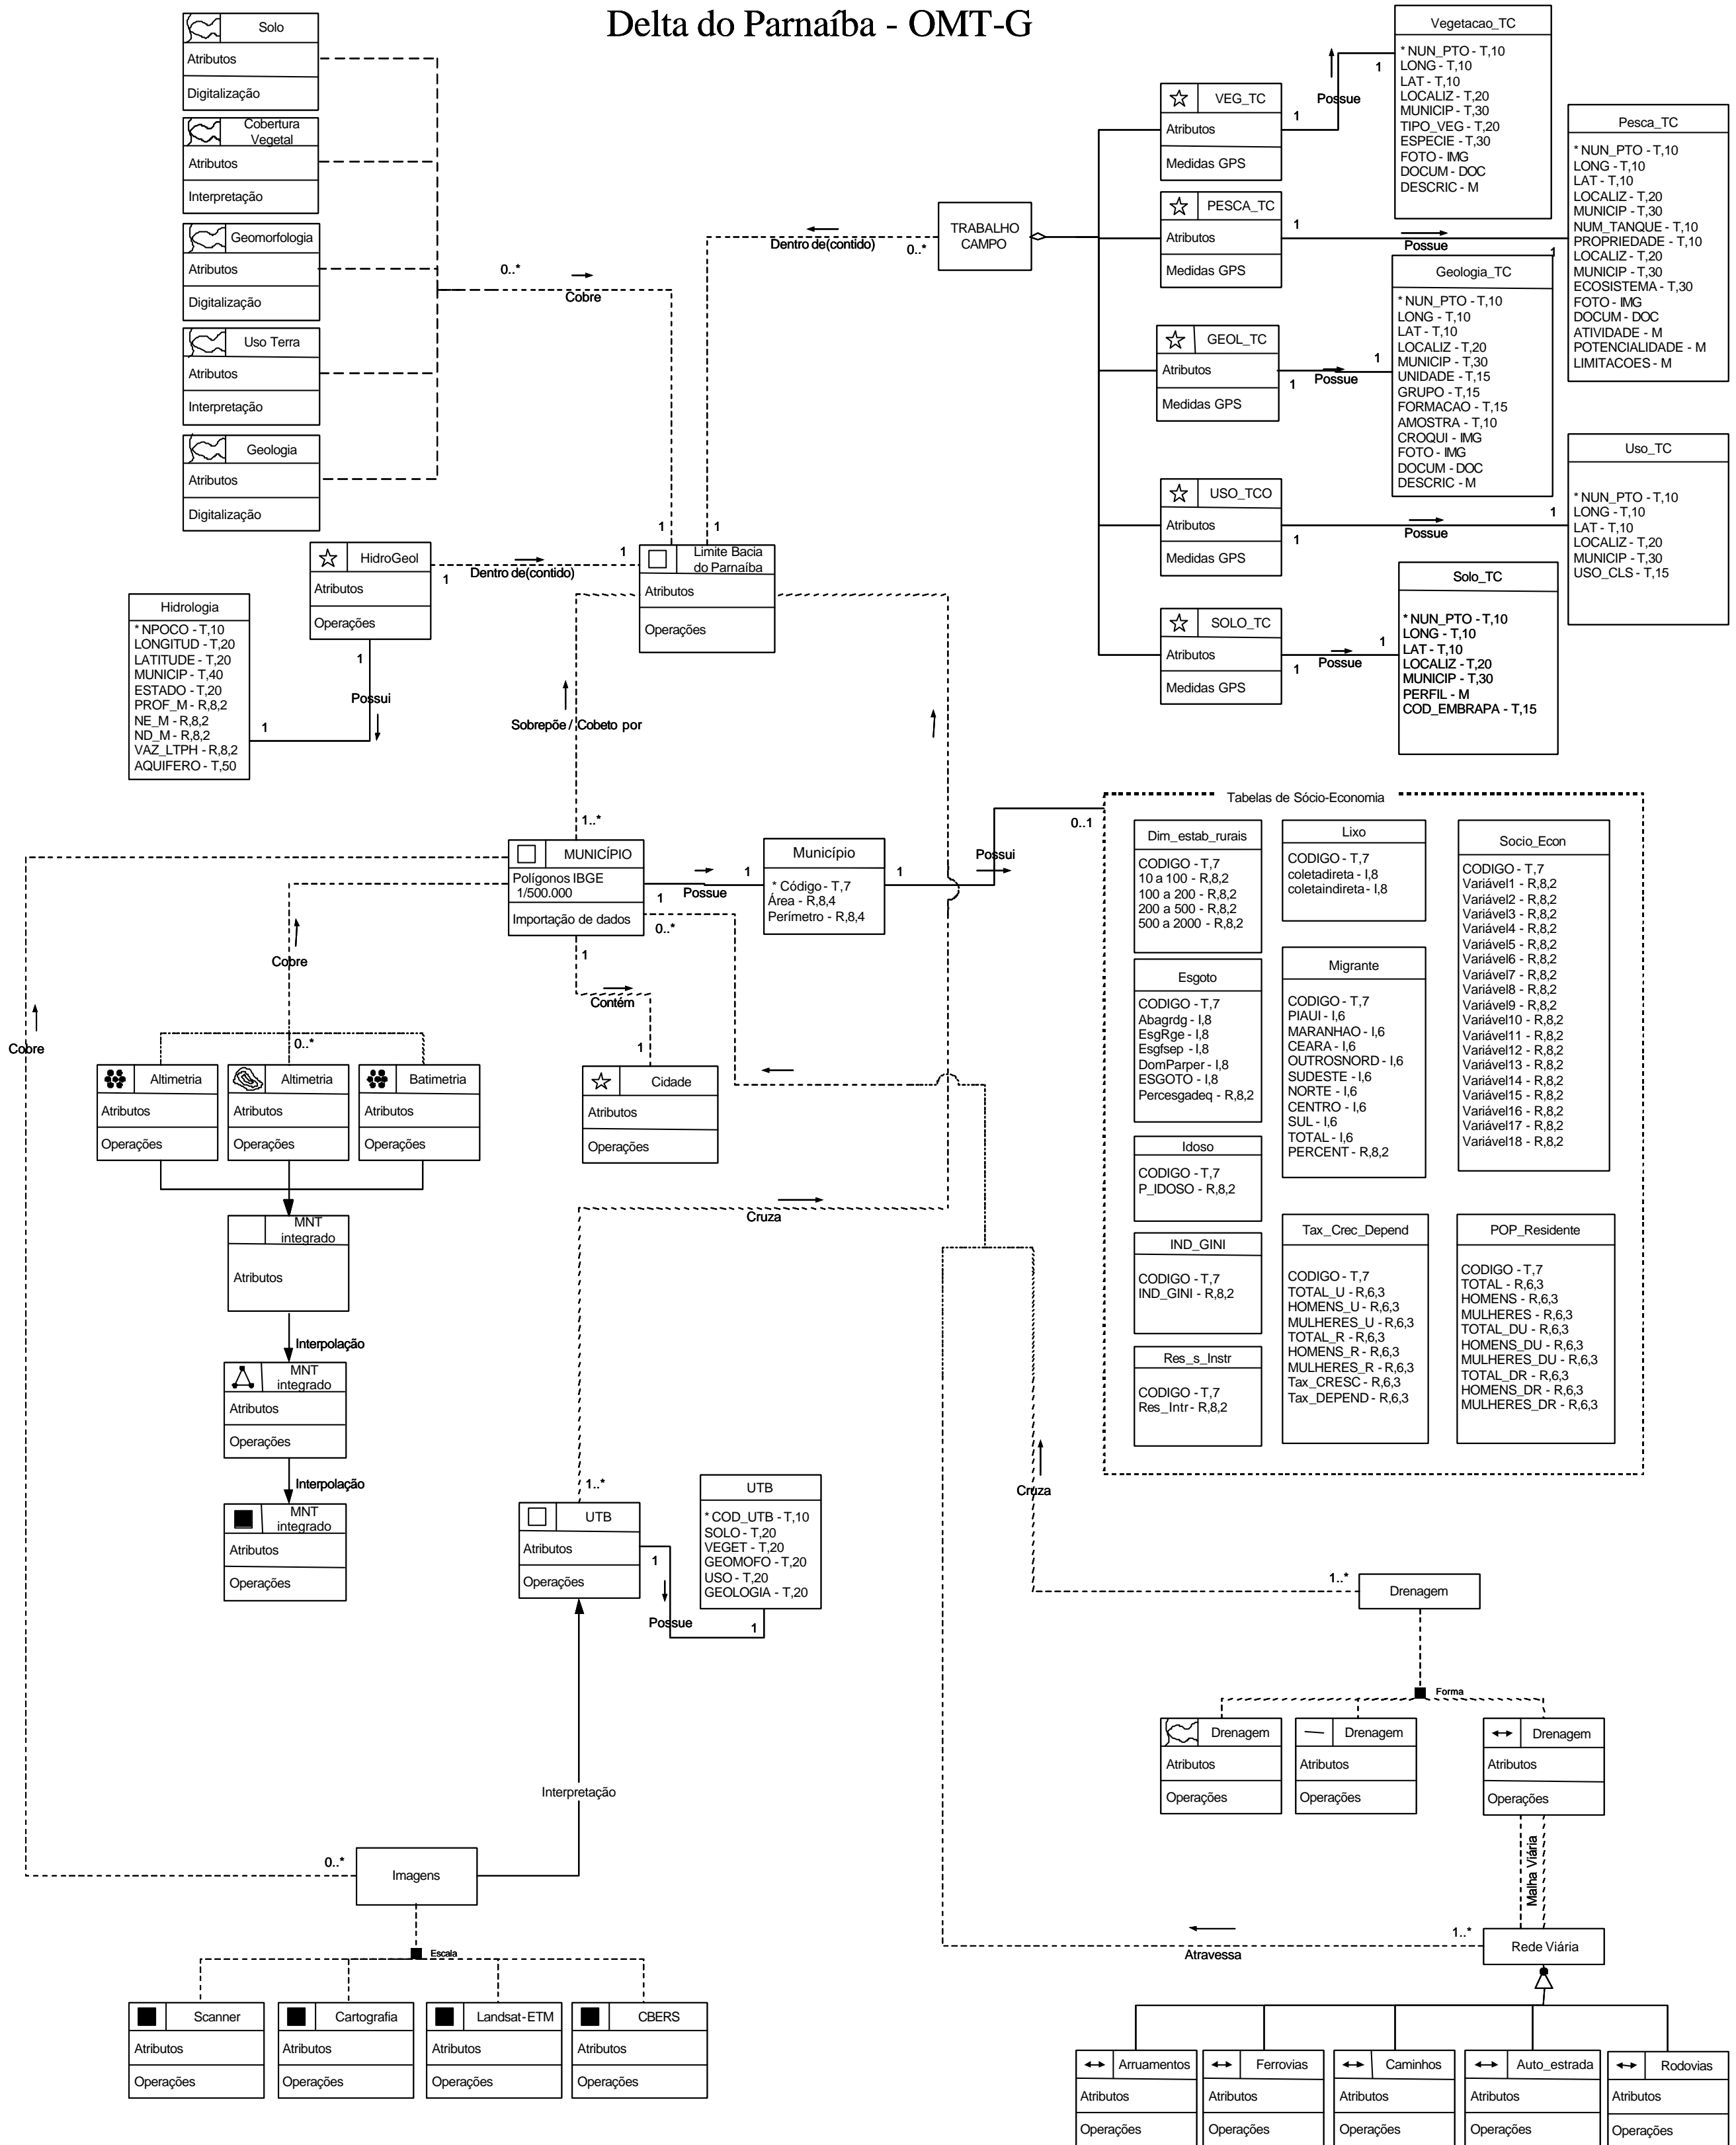 Delta do Parnaíba - OMT-G
Solo
Atributos
Digitalização
Cobertura
Vegetal
Atributos
Interpretação
Geomorfologia
Atributos
Digitalização
Uso Terra
Atributos
Interpretação
Geologia
Atributos
Digitalização
0..*
Cobre
1
1
Dentro de(contido)
0..*
TRABALHO
CAMPO
VEG_TC
Atributos
Medidas GPS
1
Possue
1
Vegetacao_TC
* NUN_PTO - T,10
LONG - T,10
LAT - T,10
LOCALIZ - T,20
MUNICIP - T,30
TIPO_VEG - T,20
ESPECIE - T,30
FOTO - IMG
DOCUM - DOC
DESCRIC - M
PESCA_TC
Atributos
Medidas GPS
1
Possue
1
Pesca_TC
* NUN_PTO - T,10
LONG - T,10
LAT - T,10
LOCALIZ - T,20
MUNICIP - T,30
NUM_TANQUE - T,10
PROPRIEDADE - T,10
LOCALIZ - T,20
MUNICIP - T,30
ECOSISTEMA - T,30
FOTO - IMG
DOCUM - DOC
ATIVIDADE - M
POTENCIALIDADE - M
LIMITACOES - M
GEOL_TC
Atributos
Medidas GPS
1
Possue
1
Geologia_TC
* NUN_PTO - T,10
LONG - T,10
LAT - T,10
LOCALIZ - T,20
MUNICIP - T,30
UNIDADE - T,15
GRUPO - T,15
FORMACAO - T,15
AMOSTRA - T,10
CROQUI - IMG
FOTO - IMG
DOCUM - DOC
DESCRIC - M
USO_TCO
Atributos
Medidas GPS
1
Possue
1
Uso_TC
* NUN_PTO - T,10
LONG - T,10
LAT - T,10
LOCALIZ - T,20
MUNICIP - T,30
USO_CLS - T,15
SOLO_TC
Atributos
Medidas GPS
1
Possue
1
Solo_TC
* NUN_PTO - T,10
LONG - T,10
LAT - T,10
LOCALIZ - T,20
MUNICIP - T,30
PERFIL - M
COD_EMBRAPA - T,15
HidroGeol
Atributos
Operações
1
Dentro de(contido)
1
Limite Bacia
do Parnaíba
Atributos
Operações
Hidrologia
* NPOCO - T,10
LONGITUD - T,20
LATITUDE - T,20
MUNICIP - T,40
ESTADO - T,20
PROF_M - R,8,2
NE_M - R,8,2
ND_M - R,8,2
VAZ_LTPH - R,8,2
AQUIFERO - T,50
1
Possui
1
Sobrepõe / Cobeto por
1..*
MUNICÍPIO
Polígonos IBGE
1/500.000
Importação de dados
1
Possue
1
Município
* Código - T,7
Área - R,8,4
Perímetro - R,8,4
1
Possui
0..1
0..*
1
Contém
1
Cidade
Atributos
Operações
Tabelas de Sócio-Economia
Dim_estab_rurais
CODIGO - T,7
10 a 100 - R,8,2
100 a 200 - R,8,2
200 a 500 - R,8,2
500 a 2000 - R,8,2
Lixo
CODIGO - T,7
coletadireta - I,8
coletaindireta - I,8
Socio_Econ
CODIGO - T,7
Variável1 - R,8,2
Variável2 - R,8,2
Variável3 - R,8,2
Variável4 - R,8,2
Variável5 - R,8,2
Variável6 - R,8,2
Variável7 - R,8,2
Variável8 - R,8,2
Variável9 - R,8,2
Variável10 - R,8,2
Variável11 - R,8,2
Variável12 - R,8,2
Variável13 - R,8,2
Variável14 - R,8,2
Variável15 - R,8,2
Variável16 - R,8,2
Variável17 - R,8,2
Variável18 - R,8,2
Esgoto
CODIGO - T,7
Abagrdg - I,8
EsgRge - I,8
Esgfsep - I,8
DomParper - I,8
ESGOTO - I,8
Percesgadeq - R,8,2
Migrante
CODIGO - T,7
PIAUI - I,6
MARANHAO - I,6
CEARA - I,6
OUTROSNORD - I,6
SUDESTE - I,6
NORTE - I,6
CENTRO - I,6
SUL - I,6
TOTAL - I,6
PERCENT - R,8,2
Idoso
CODIGO - T,7
P_IDOSO - R,8,2
IND_GINI
CODIGO - T,7
IND_GINI - R,8,2
Res_s_Instr
CODIGO - T,7
Res_Intr - R,8,2
Tax_Crec_Depend
CODIGO - T,7
TOTAL_U - R,6,3
HOMENS_U - R,6,3
MULHERES_U - R,6,3
TOTAL_R - R,6,3
HOMENS_R - R,6,3
MULHERES_R - R,6,3
Tax_CRESC - R,6,3
Tax_DEPEND - R,6,3
POP_Residente
CODIGO - T,7
TOTAL - R,6,3
HOMENS - R,6,3
MULHERES - R,6,3
TOTAL_DU - R,6,3
HOMENS_DU - R,6,3
MULHERES_DU - R,6,3
TOTAL_DR - R,6,3
HOMENS_DR - R,6,3
MULHERES_DR - R,6,3
Cobre
Cobre
0..*
Altimetria
Atributos
Operações
Altimetria
Atributos
Operações
Batimetria
Atributos
Operações
MNT
integrado
Atributos
Interpolação
MNT
integrado
Atributos
Operações
Interpolação
MNT
integrado
Atributos
Operações
Cruza
1..*
UTB
Atributos
Operações
1
Possue
1
UTB
* COD_UTB - T,10
SOLO - T,20
VEGET - T,20
GEOMOFO - T,20
USO - T,20
GEOLOGIA - T,20
Interpretação
0..*
Imagens
Escala
Scanner
Atributos
Operações
Cartografia
Atributos
Operações
Landsat-ETM
Atributos
Operações
CBERS
Atributos
Operações
Cruza
1..*
Drenagem
Forma
Drenagem
Atributos
Operações
Drenagem
Atributos
Operações
Drenagem
Atributos
Operações
Malha Viária
1..*
Atravessa
Rede Viária
Arruamentos
Atributos
Operações
Ferrovias
Atributos
Operações
Caminhos
Atributos
Operações
Auto_estrada
Atributos
Operações
Rodovias
Atributos
Operações